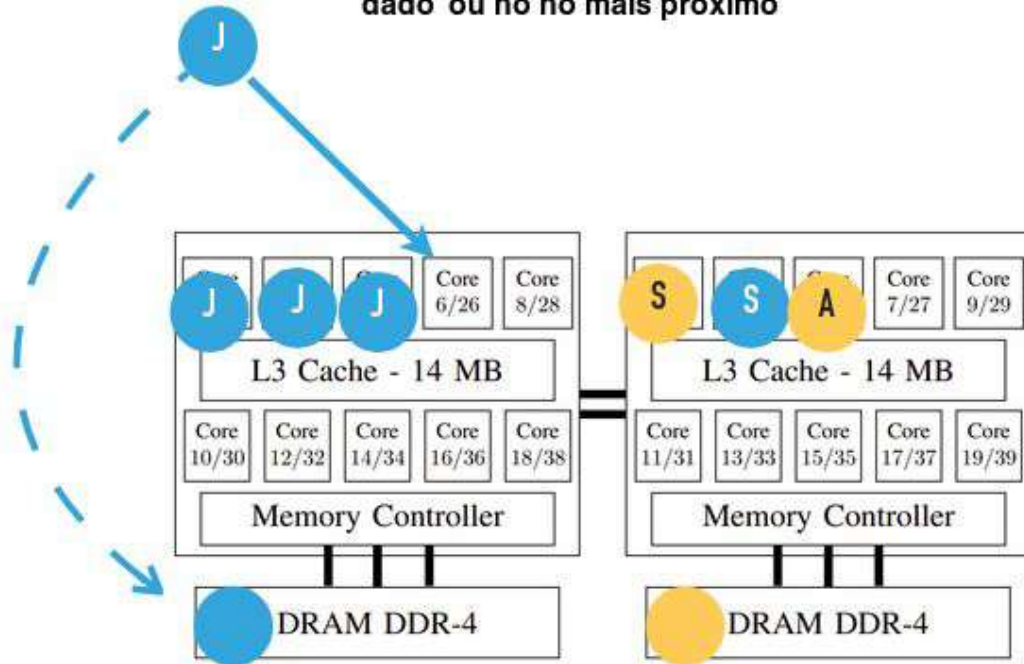 dado ou no nó mais próximo
J
Core 6/26
Core 8/28
J
J
J
S
S
A
Core 7/27
Core 9/29
L3 Cache - 14 MB
L3 Cache - 14 MB
Core 10/30
Core 12/32
Core 14/34
Core 16/36
Core 18/38
Core 11/31
Core 13/33
Core 15/35
Core 17/37
Core 19/39
Memory Controller
Memory Controller
DRAM DDR-4
DRAM DDR-4